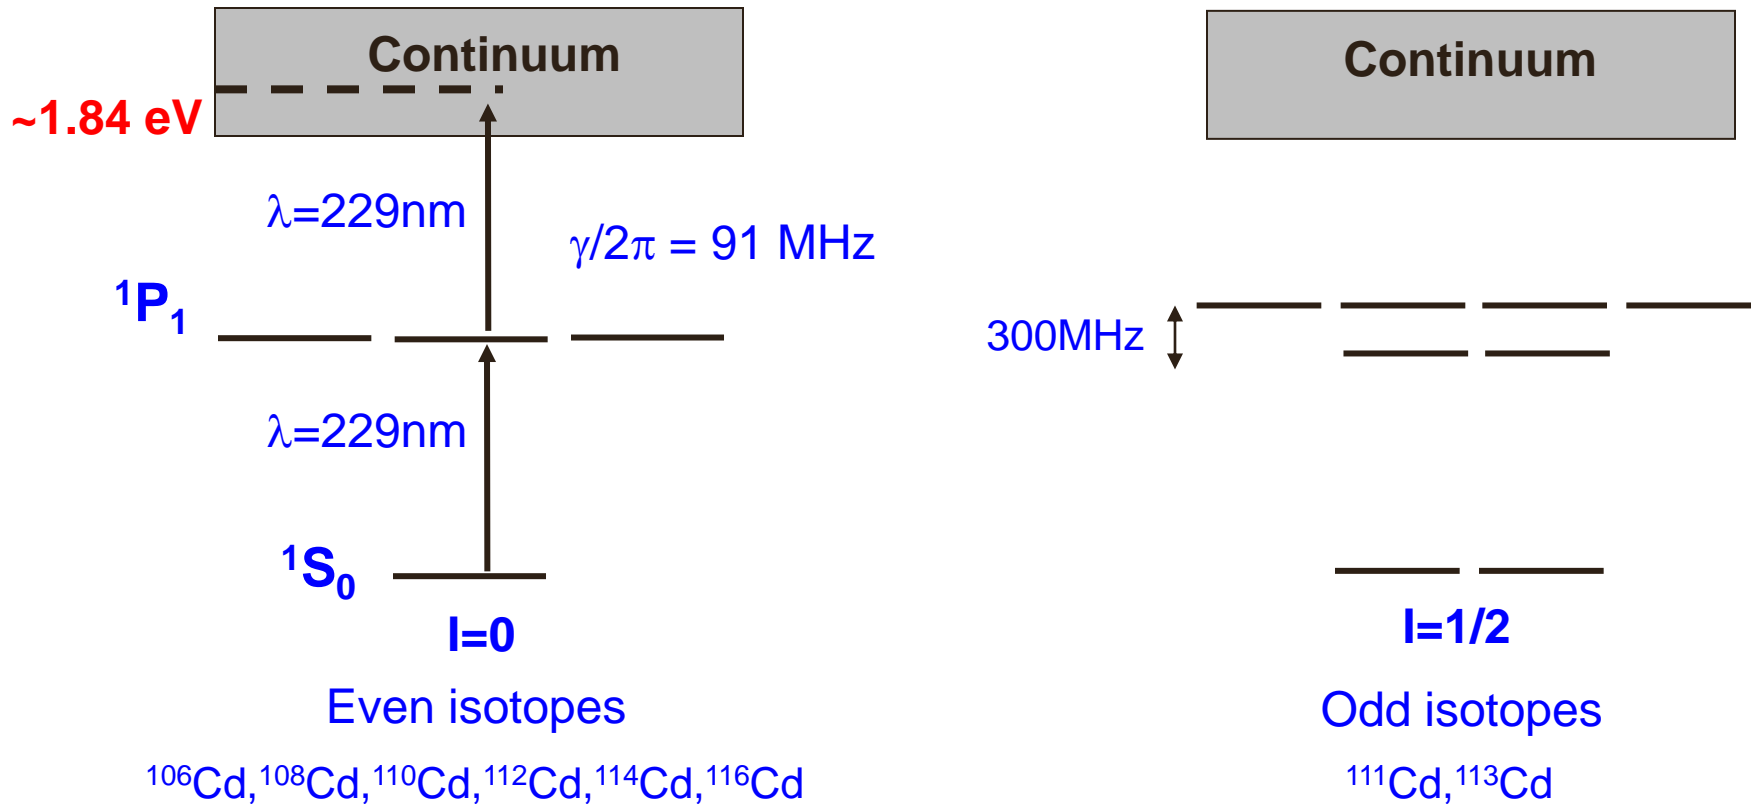 Continuum
~1.84 eV
λ=229nm
γ/2π = 91 MHz
¹P₁
λ=229nm
¹S₀
I=0
Even isotopes
¹⁰⁶Cd,¹⁰⁸Cd,¹¹⁰Cd,¹¹²Cd,¹¹⁴Cd,¹¹⁶Cd
Continuum
300MHz
I=1/2
Odd isotopes
¹¹¹Cd,¹¹³Cd